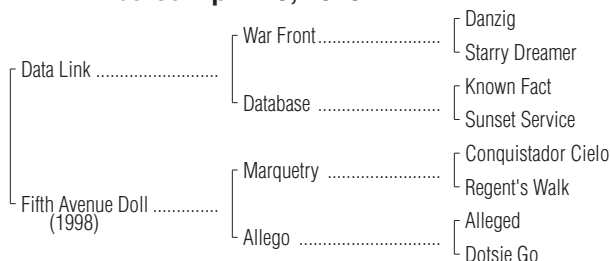 Danzig
War Front
Starry Dreamer
Data Link
Known Fact
Database
Sunset Service
Conquistador Cielo
Marquetry
Regent's Walk
Fifth Avenue Doll
(1998)
Alleged
Allego
Dotsie Go